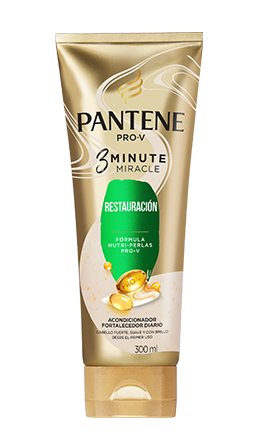 PANTENE
PRO-V
3 MINUTE
MIRACLE
RESTAURACIÓN
FÓRMULA
NUTRI-PERLAS
PRO-V
ACONDICIONADOR
FORTALECEDOR DIARIO
CABELLO FUERTE, SUAVE Y CON BRILLO
DESDE EL PRIMER USO
300 ml